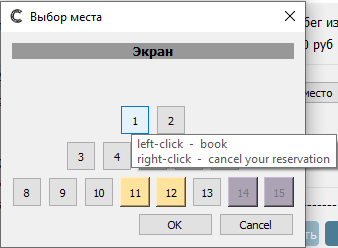 Выбор места
бег из
Экран
0 руб
место
1 2
left-click - book
right-click - cancel your reservation
3 4
8 9 10 11 12 13 14 15
OK Cancel
ть